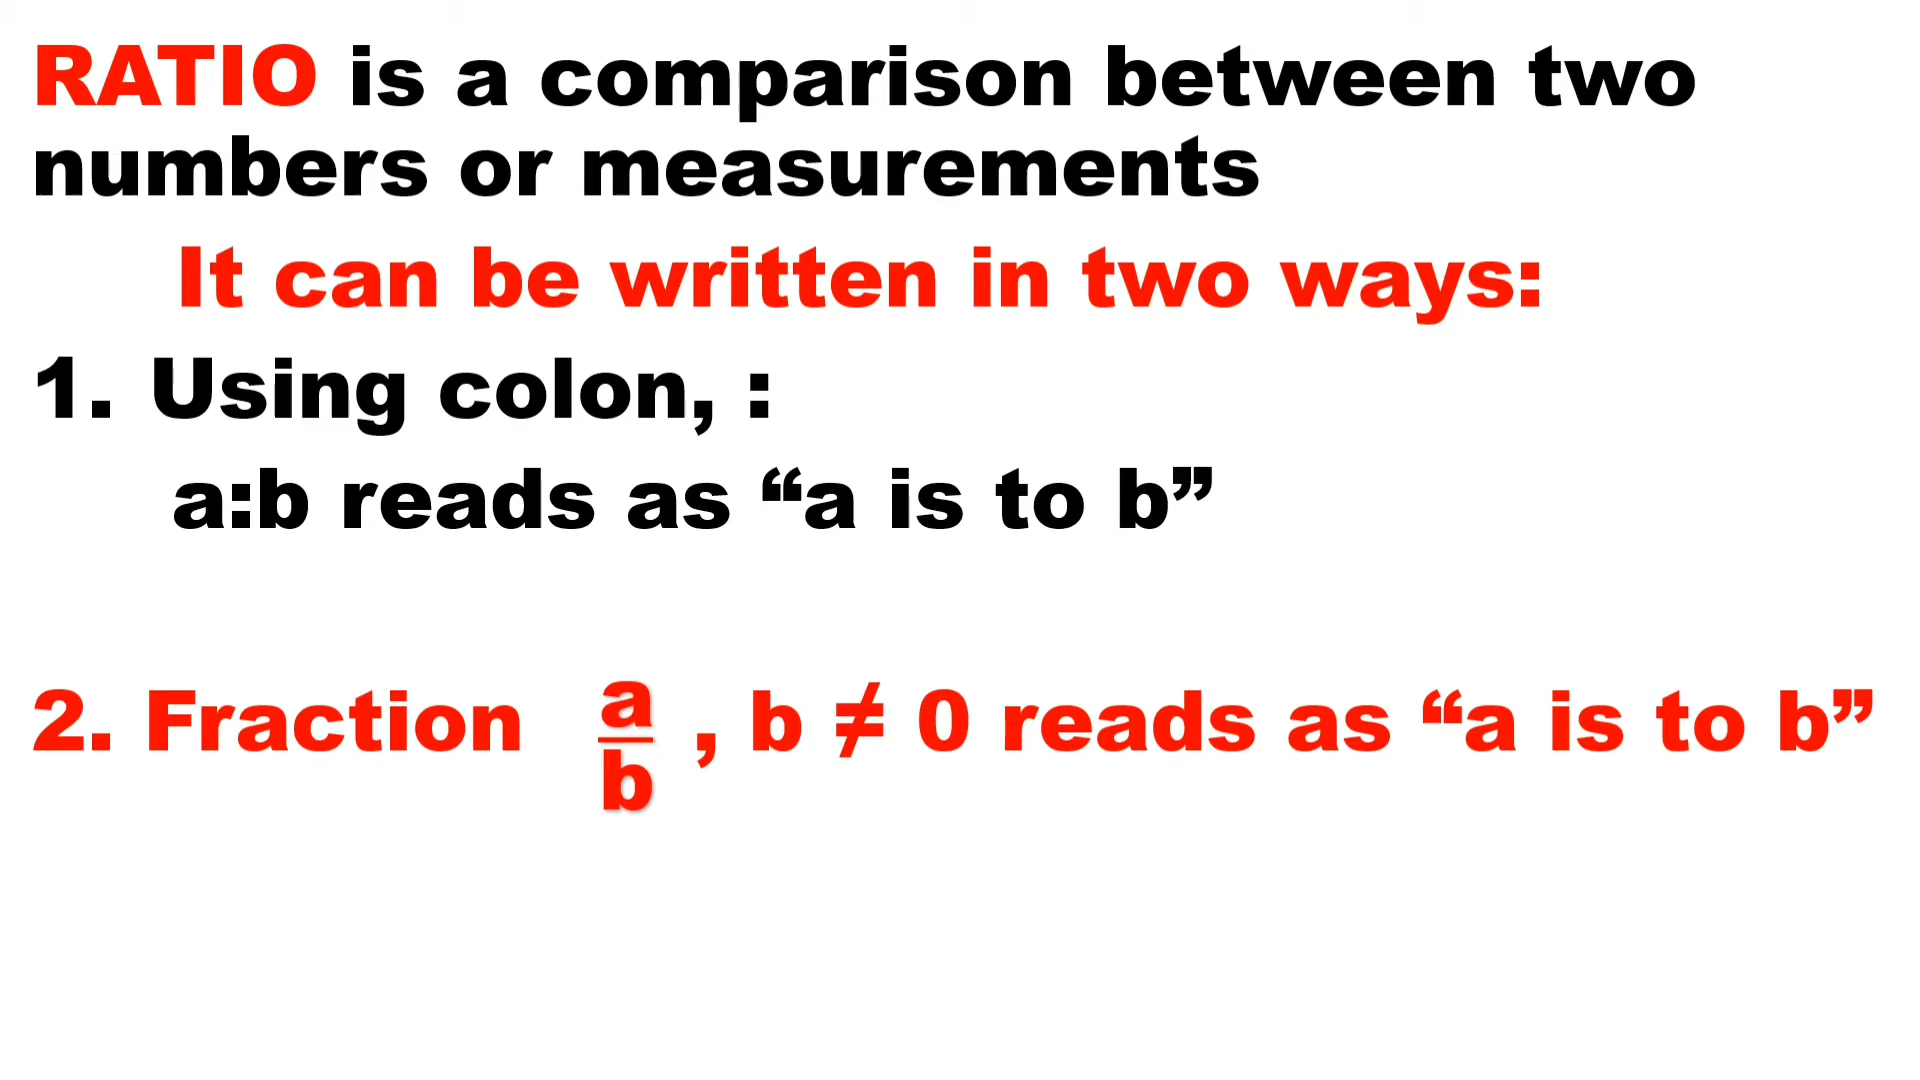 RATIO is a comparison between two
numbers or measurements
It can be written in two ways:
1. Using colon, :
a:b reads as “a is to b”
2. Fraction a/b , b ≠ 0 reads as “a is to b”